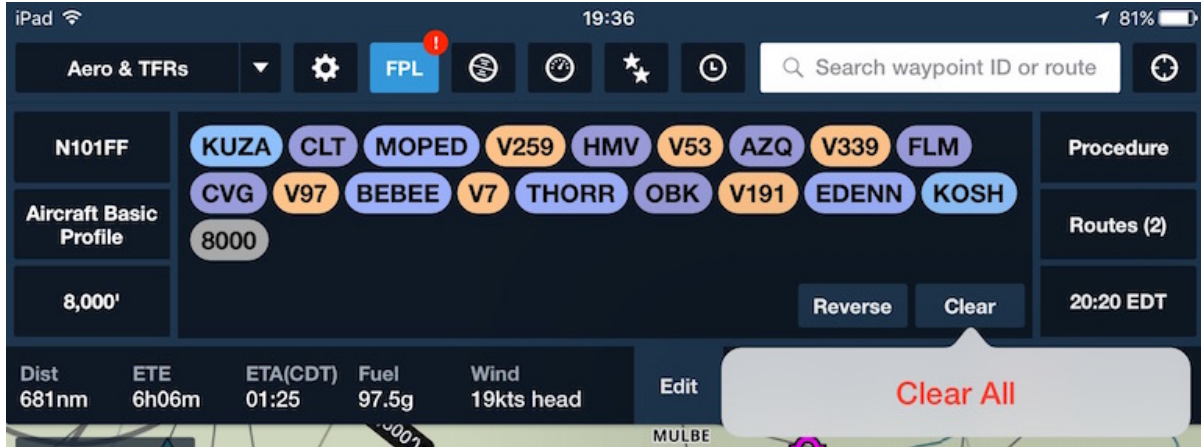 iPad 19:36 81%
Aero & TFRs FPL ! Search waypoint ID or route
N101FF
Aircraft Basic
Profile
8,000'
KUZA CLT MOPED V259 HMV V53 AZQ V339 FLM
CVG V97 BEBEE V7 THORR OBK V191 EDENN KOSH
8000
Reverse Clear
Procedure
Routes (2)
20:20 EDT
Dist ETE ETA(CDT) Fuel Wind
681nm 6h06m 01:25 97.5g 19kts head
Edit
Clear All
MULBE